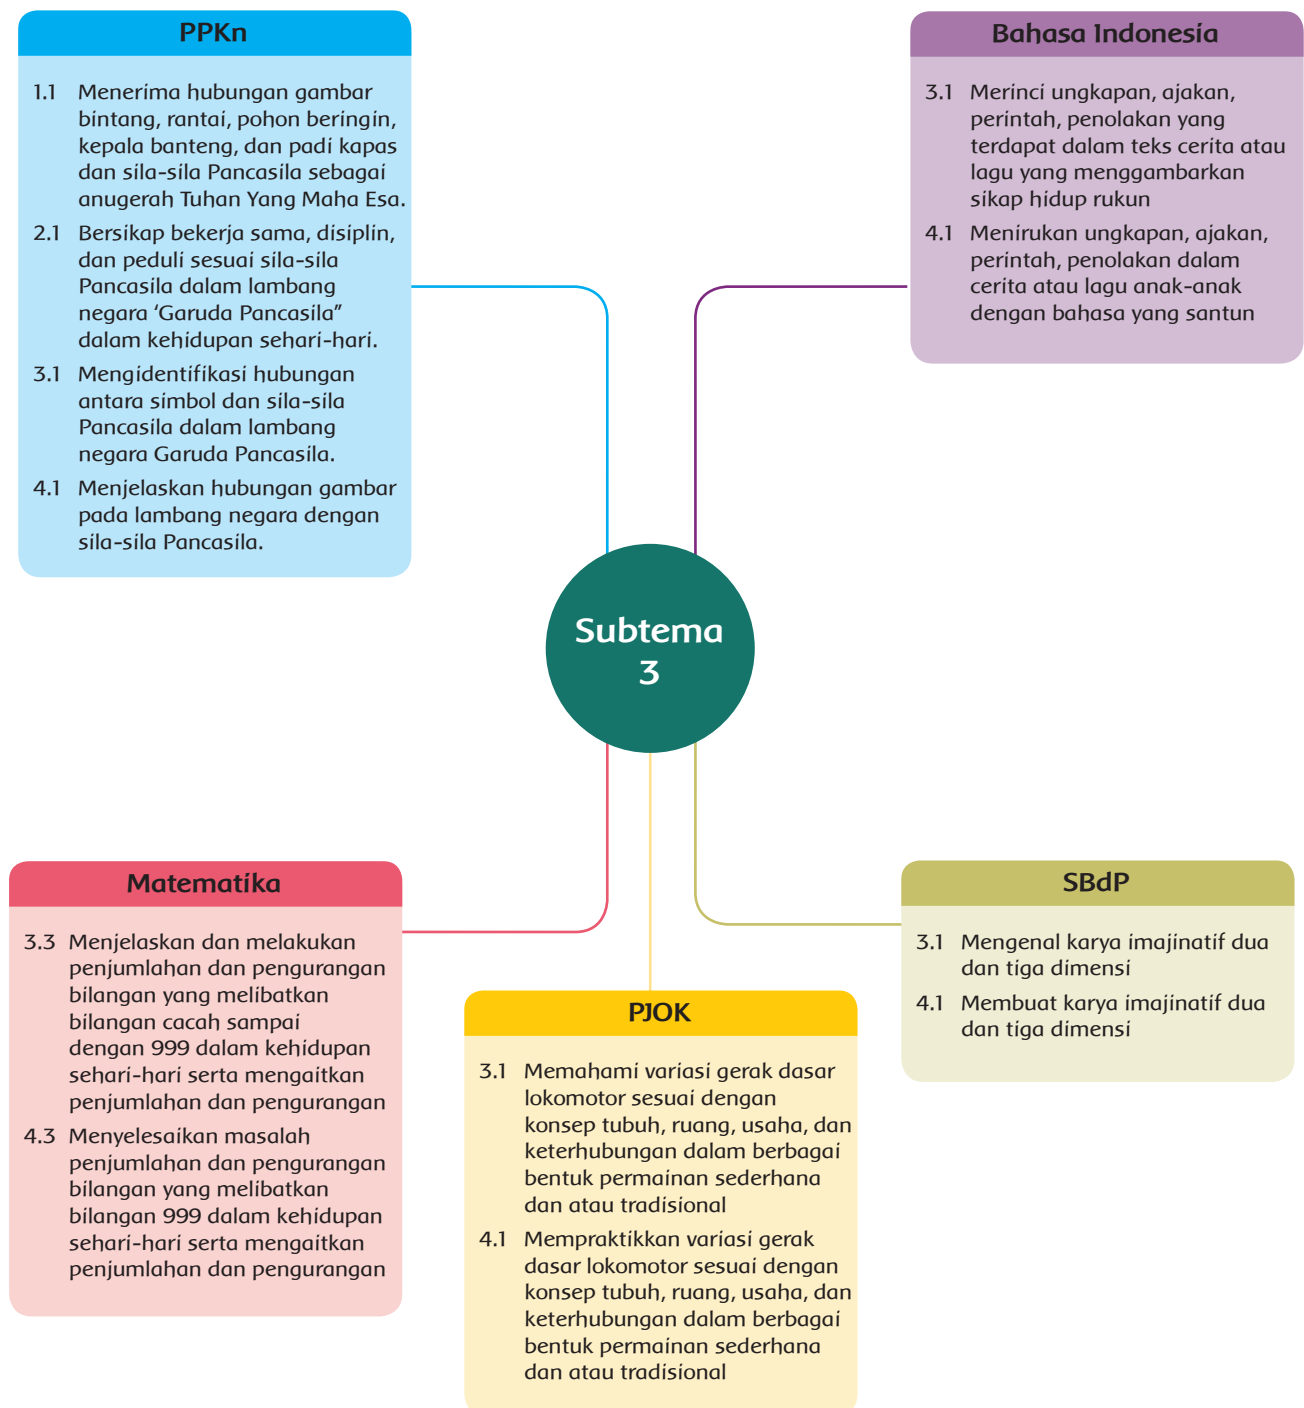 PPKn
1.1 Menerima hubungan gambar
bintang, rantai, pohon beringin,
kepala banteng, dan padi kapas
dan sila-sila Pancasila sebagai
anugerah Tuhan Yang Maha Esa.
2.1 Bersikap bekerja sama, disiplin,
dan peduli sesuai sila-sila
Pancasila dalam lambang
negara ‘Garuda Pancasila”
dalam kehidupan sehari-hari.
3.1 Mengidentifikasi hubungan
antara simbol dan sila-sila
Pancasila dalam lambang
negara Garuda Pancasila.
4.1 Menjelaskan hubungan gambar
pada lambang negara dengan
sila-sila Pancasila.
Bahasa Indonesia
3.1 Merinci ungkapan, ajakan,
perintah, penolakan yang
terdapat dalam teks cerita atau
lagu yang menggambarkan
sikap hidup rukun
4.1 Menirukan ungkapan, ajakan,
perintah, penolakan dalam
cerita atau lagu anak-anak
dengan bahasa yang santun
Subtema
3
Matematika
3.3 Menjelaskan dan melakukan
penjumlahan dan pengurangan
bilangan yang melibatkan
bilangan cacah sampai
dengan 999 dalam kehidupan
sehari-hari serta mengaitkan
penjumlahan dan pengurangan
4.3 Menyelesaikan masalah
penjumlahan dan pengurangan
bilangan yang melibatkan
bilangan 999 dalam kehidupan
sehari-hari serta mengaitkan
penjumlahan dan pengurangan
PJOK
3.1 Memahami variasi gerak dasar
lokomotor sesuai dengan
konsep tubuh, ruang, usaha, dan
keterhubungan dalam berbagai
bentuk permainan sederhana
dan atau tradisional
4.1 Mempraktikkan variasi gerak
dasar lokomotor sesuai dengan
konsep tubuh, ruang, usaha, dan
keterhubungan dalam berbagai
bentuk permainan sederhana
dan atau tradisional
SBdP
3.1 Mengenal karya imajinatif dua
dan tiga dimensi
4.1 Membuat karya imajinatif dua
dan tiga dimensi